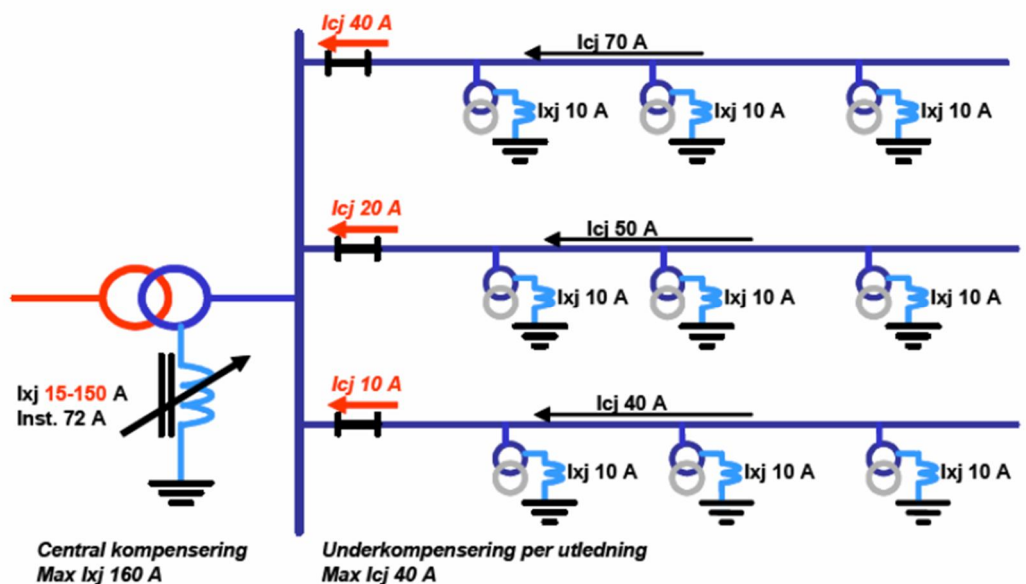 Icj 40 A
Icj 70 A
Ixj 10 A
Ixj 10 A
Ixj 10 A
Icj 20 A
Icj 50 A
Ixj 10 A
Ixj 10 A
Ixj 10 A
Ixj 15-150 A
Inst. 72 A
Icj 10 A
Icj 40 A
Ixj 10 A
Ixj 10 A
Ixj 10 A
Central kompensering
Max Ixj 160 A
Underkompensering per utledning
Max Icj 40 A